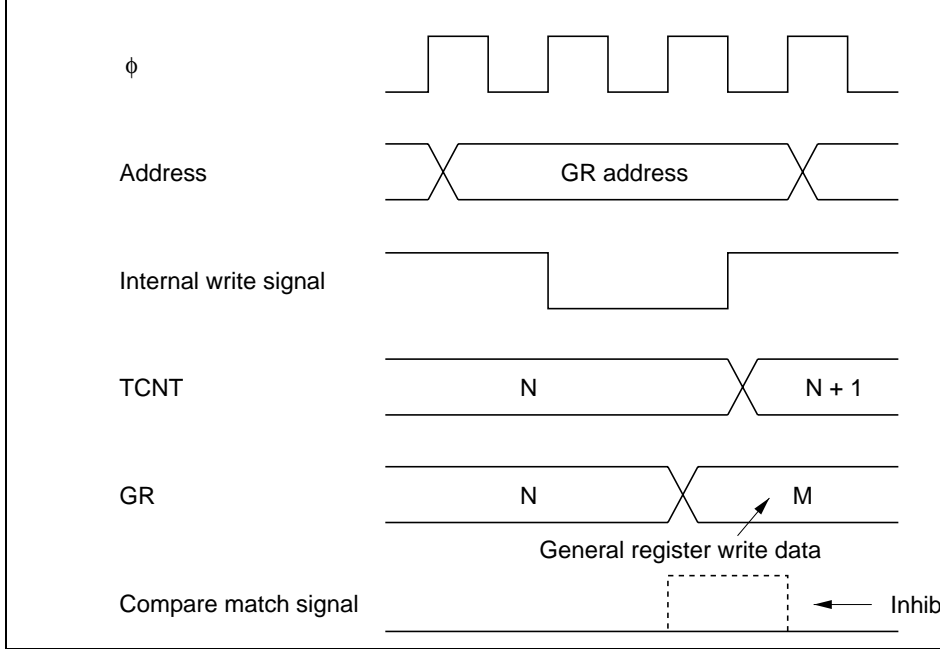 ϕ
Address
GR address
Internal write signal
TCNT
N
N + 1
GR
N
M
General register write data
Compare match signal
Inhib